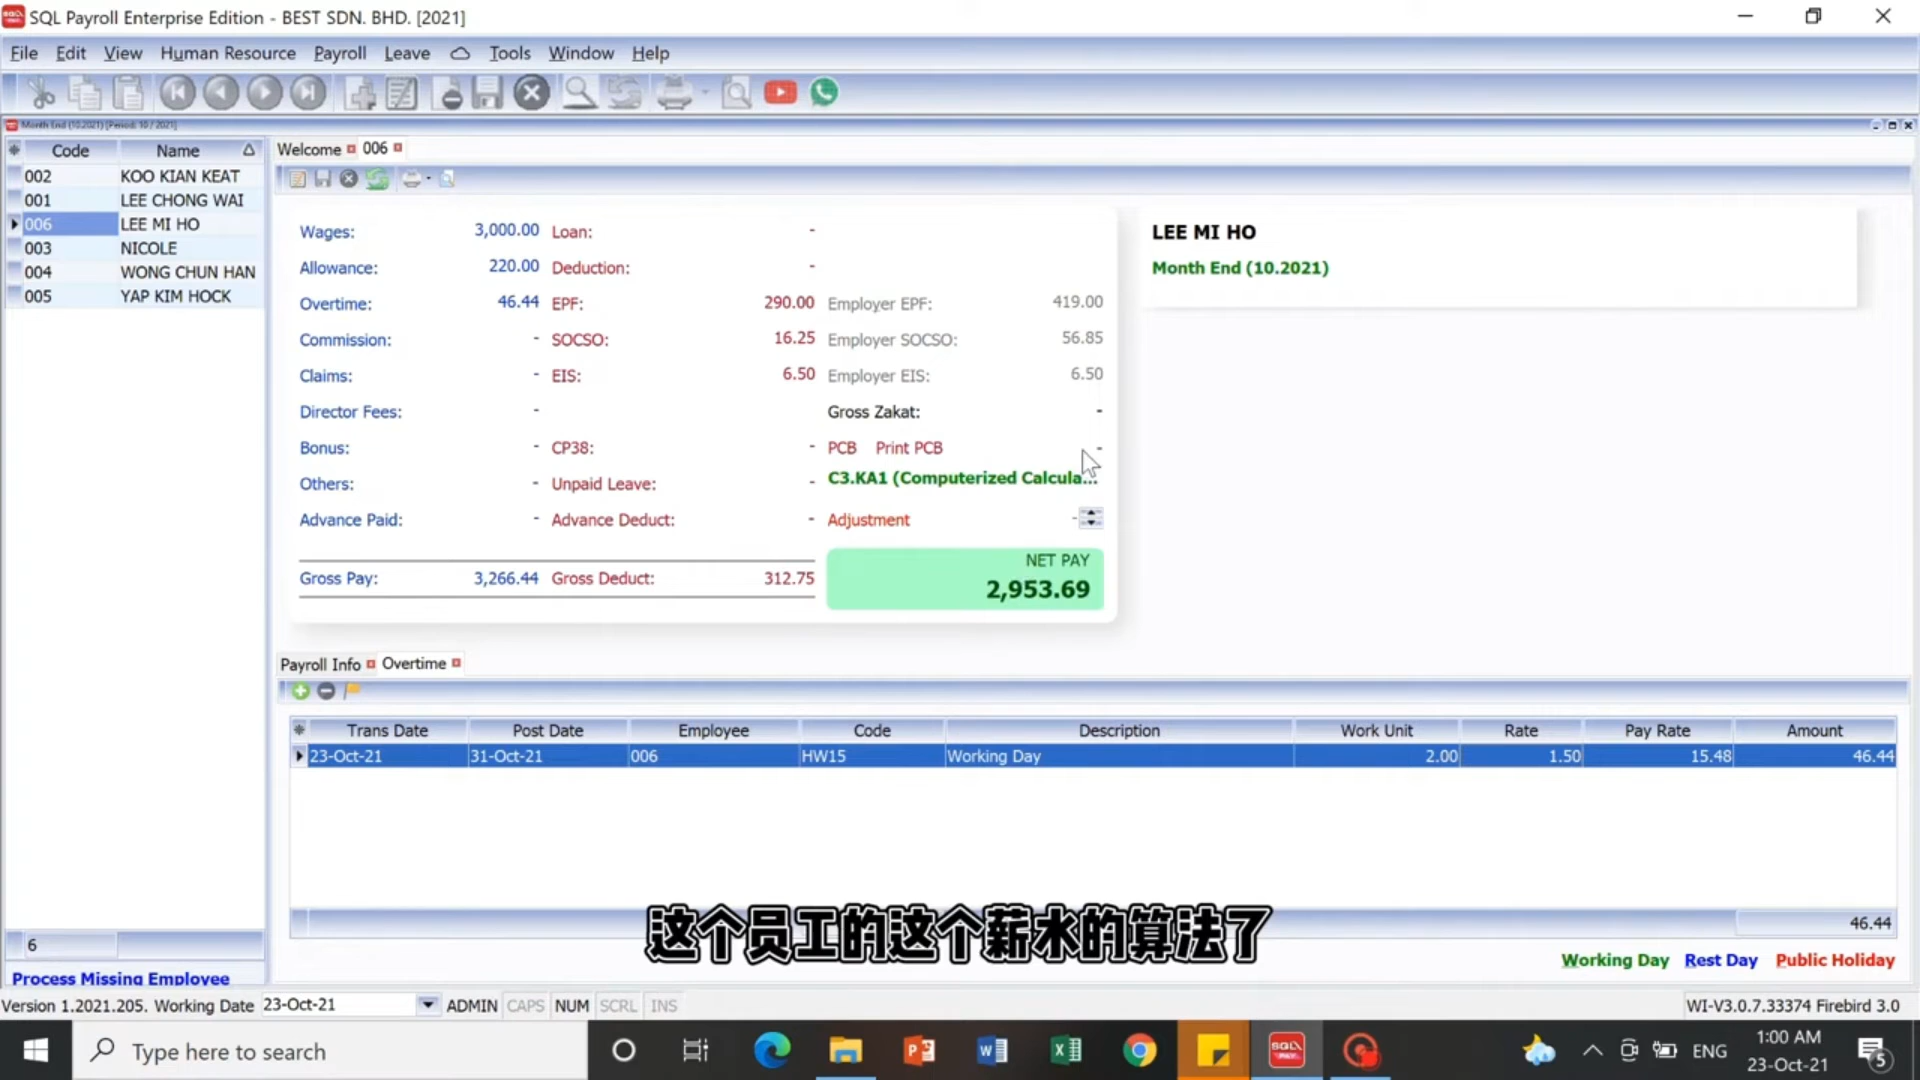 SQL Payroll Enterprise Edition - BEST SDN. BHD. [2021]
File Edit View Human Resource Payroll Leave Tools Window Help
Month End (10.2021) [Period: 10 / 2021]
Code Name
002 KOO KIAN KEAT
001 LEE CHONG WAI
006 LEE MI HO
003 NICOLE
004 WONG CHUN HAN
005 YAP KIM HOCK
6
Process Missing Employee
Welcome 006
Wages: 3,000.00 Loan: -
Allowance: 220.00 Deduction: -
Overtime: 46.44 EPF: 290.00 Employer EPF: 419.00
Commission: - SOCSO: 16.25 Employer SOCSO: 56.85
Claims: - EIS: 6.50 Employer EIS: 6.50
Director Fees: - Gross Zakat: -
Bonus: - CP38: - PCB Print PCB -
Others: - Unpaid Leave: - C3.KA1 (Computerized Calcula...
Advance Paid: - Advance Deduct: - Adjustment -
Gross Pay: 3,266.44 Gross Deduct: 312.75
NET PAY
2,953.69
LEE MI HO
Month End (10.2021)
Payroll Info Overtime
Trans Date Post Date Employee Code Description Work Unit Rate Pay Rate Amount
23-Oct-21 31-Oct-21 006 HW15 Working Day 2.00 1.50 15.48 46.44
46.44
这个员工的这个薪水的算法了
Working Day Rest Day Public Holiday
Version 1.2021.205. Working Date 23-Oct-21 ADMIN CAPS NUM SCRL INS WI-V3.0.7.33374 Firebird 3.0
Type here to search
ENG
1:00 AM
23-Oct-21
5